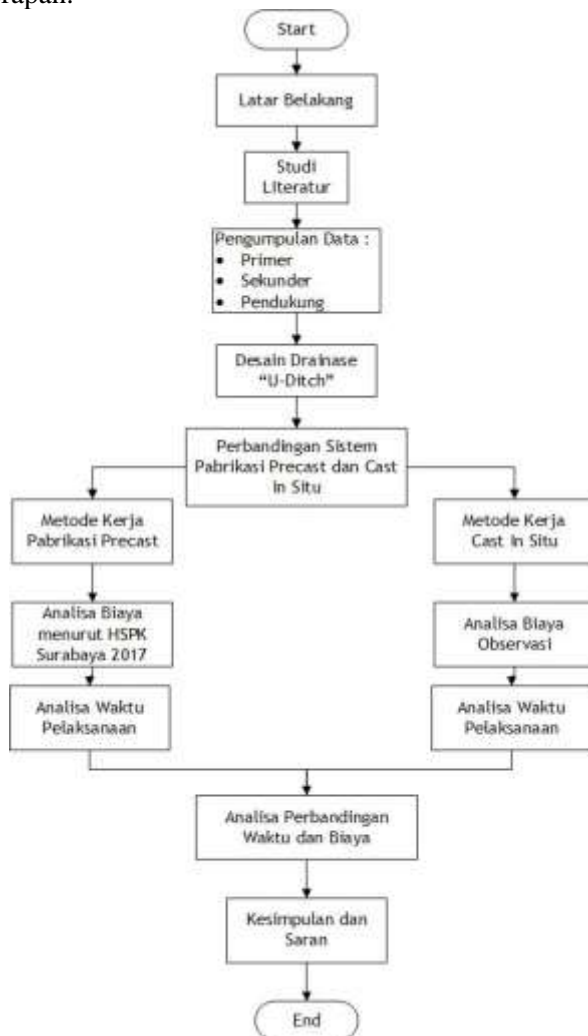 Start
Latar Belakang
Studi
Literatur
Pengumpulan Data :
• Primer
• Sekunder
• Pendukung
Desain Drainase
“U-Ditch”
Perbandingan Sistem
Pabrikasi Precast dan Cast
In Situ
Metode Kerja
Pabrikasi Precast
Analisa Biaya
menurut HSPK
Surabaya 2017
Analisa Waktu
Pelaksanaan
Metode Kerja
Cast In Situ
Analisa Biaya
Observasi
Analisa Waktu
Pelaksanaan
Analisa Perbandingan
Waktu dan Biaya
Kesimpulan dan
Saran
End